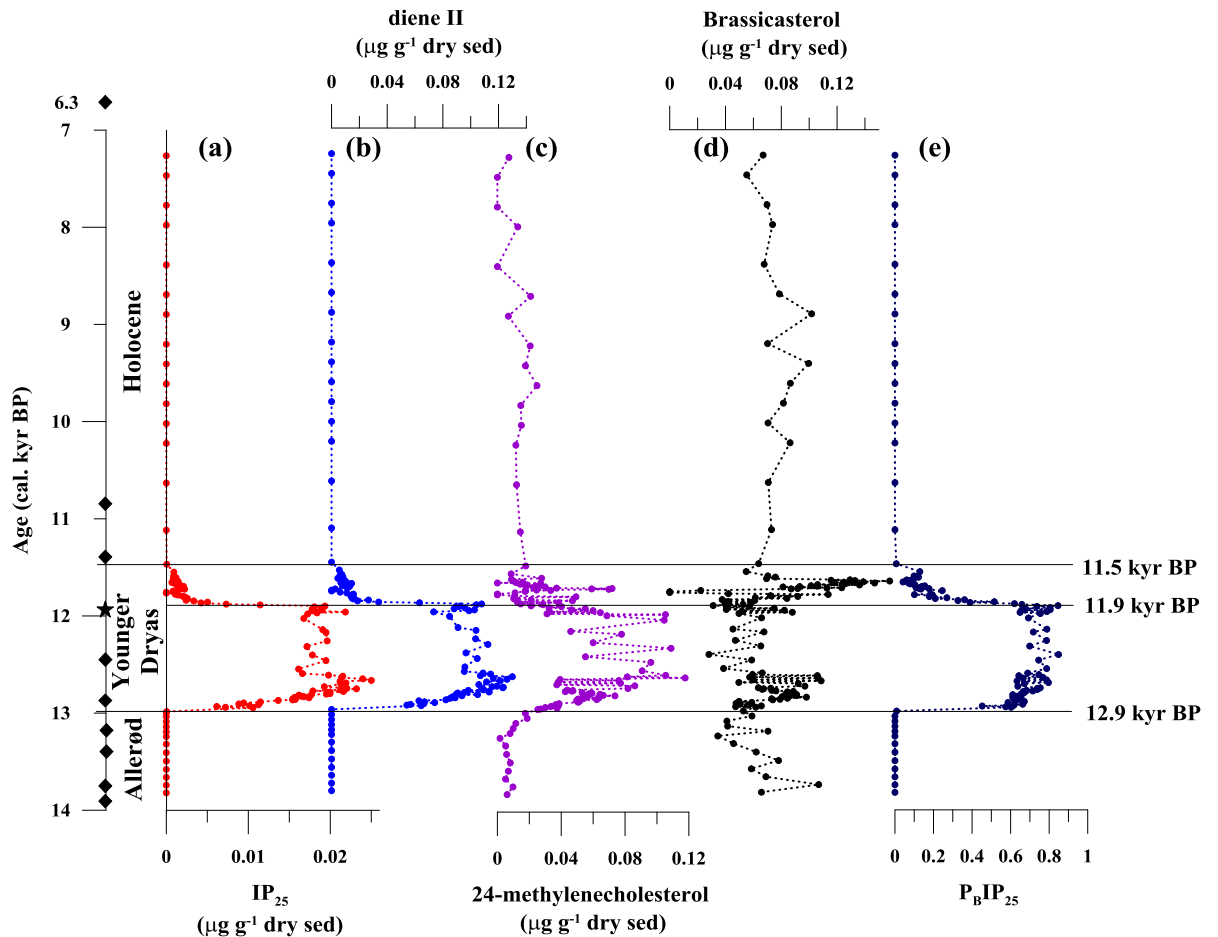 diene II
(μg g⁻¹ dry sed)
0 0.04 0.08 0.12
Brassicasterol
(μg g⁻¹ dry sed)
0 0.04 0.08 0.12
(a) (b) (c) (d) (e)
Age (cal. kyr BP)
6.3
7
8
9
10
11
12
13
14
Holocene
Younger
Dryas
Allerød
11.5 kyr BP
11.9 kyr BP
12.9 kyr BP
0 0.01 0.02
IP₂₅
(μg g⁻¹ dry sed)
0 0.04 0.08 0.12
24-methylenecholesterol
(μg g⁻¹ dry sed)
0 0.2 0.4 0.6 0.8 1
P_BIP₂₅